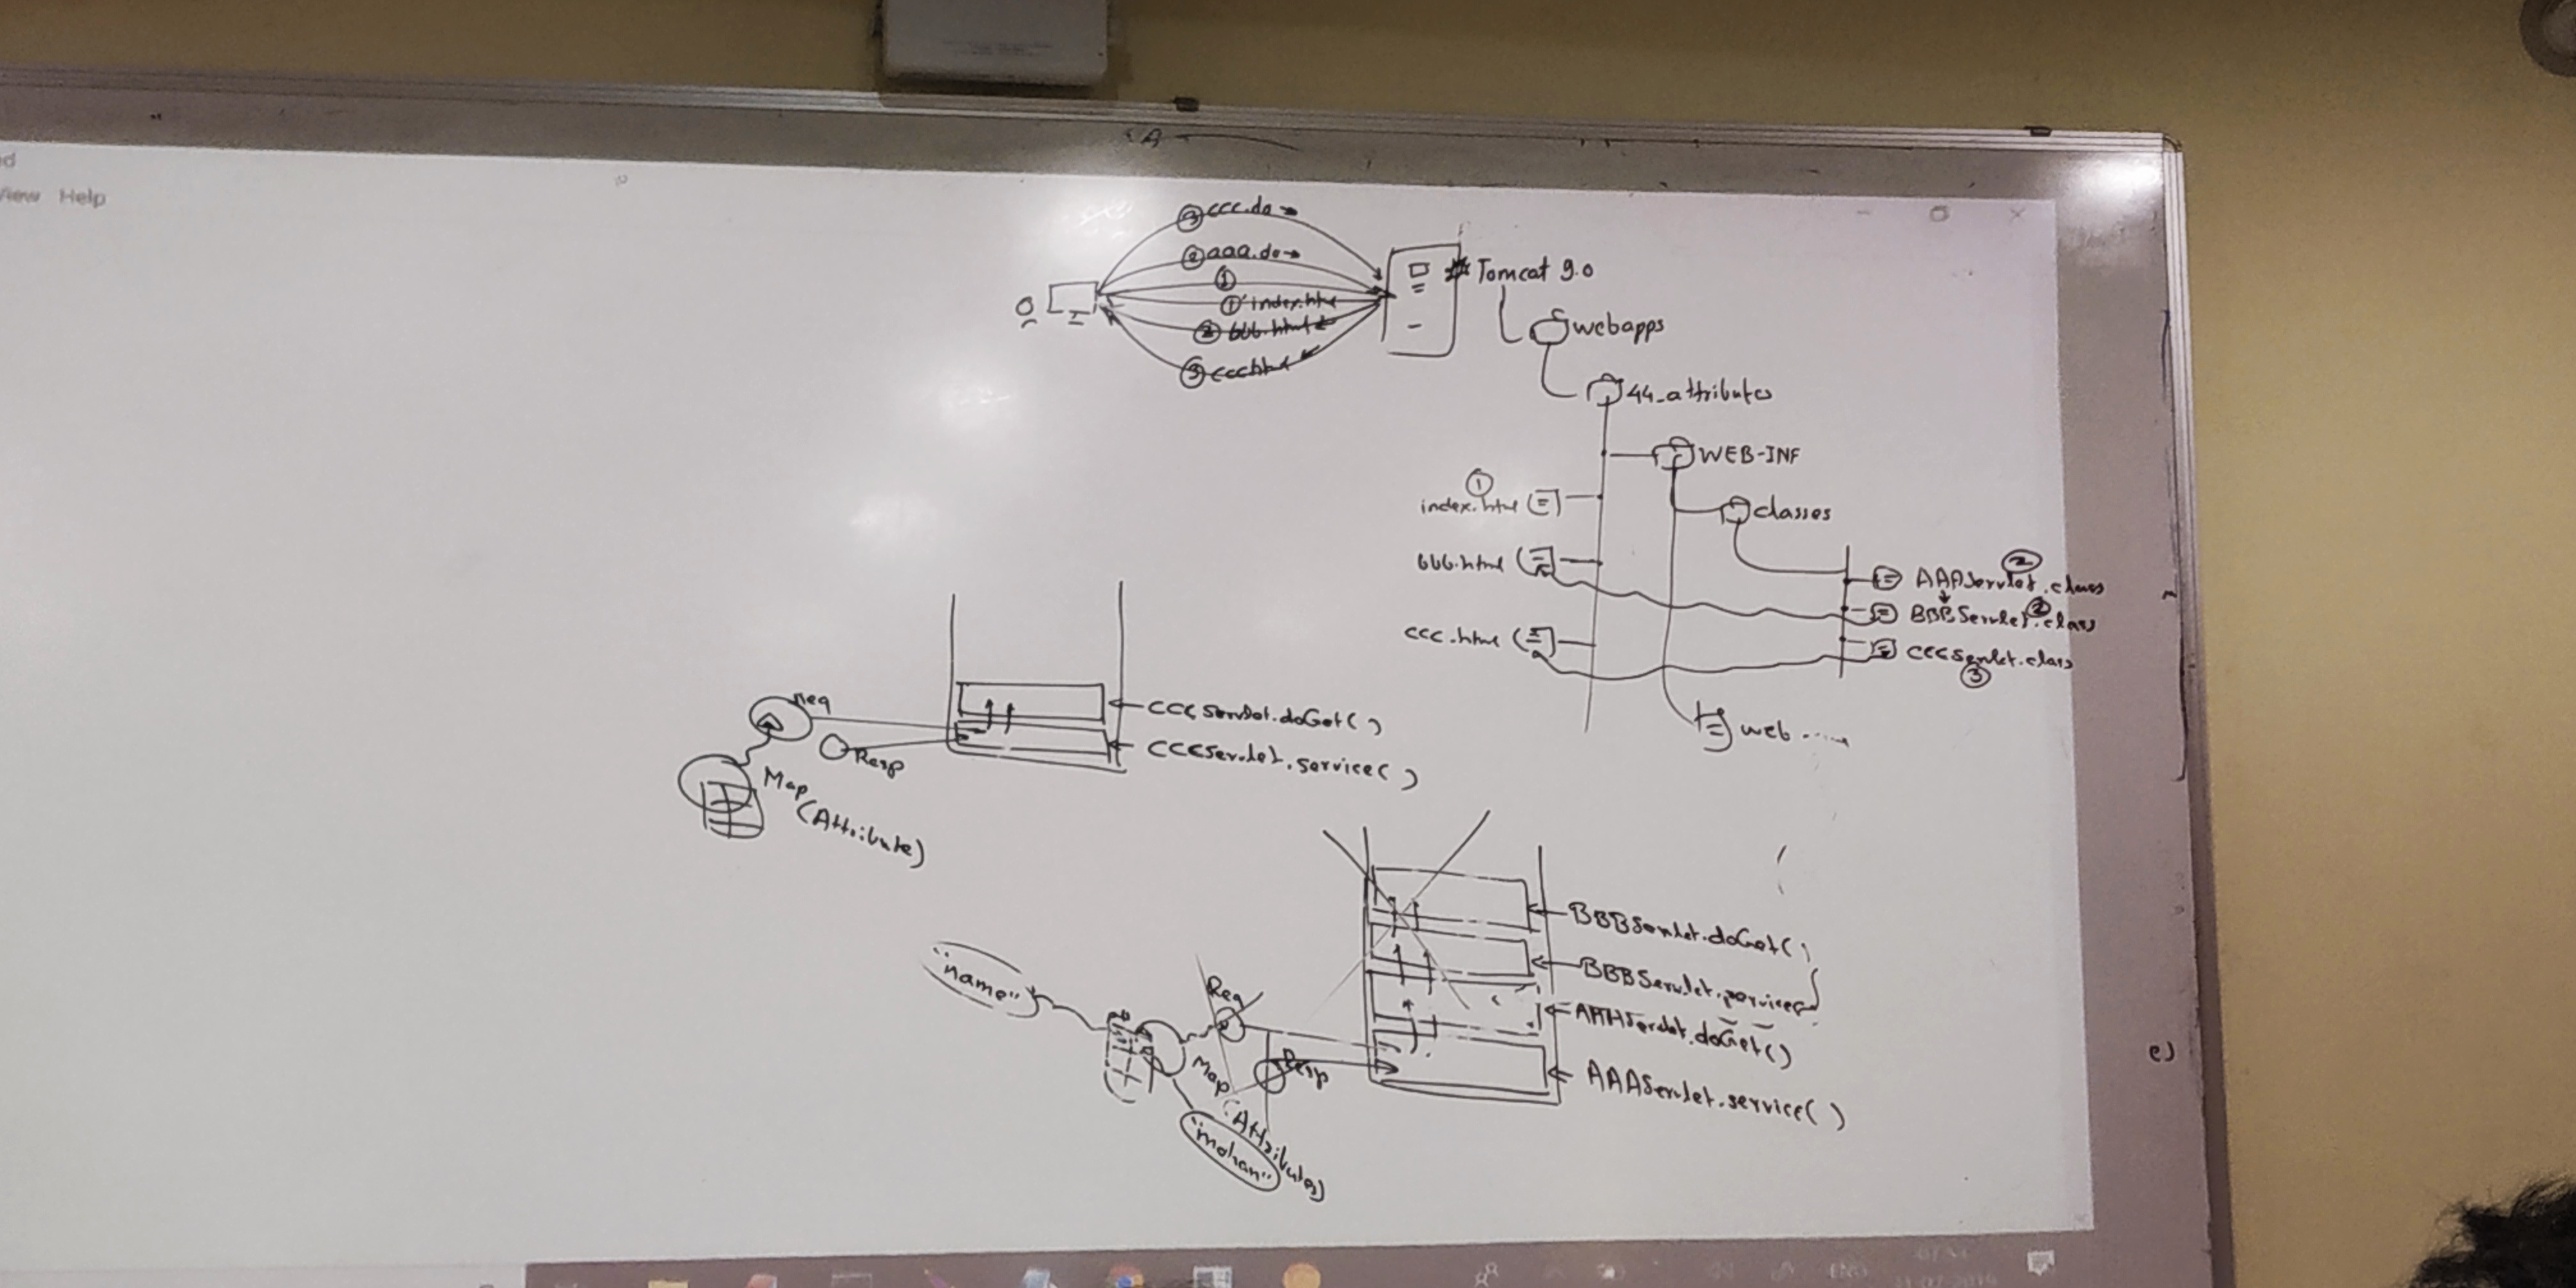 View Help
③ ccc.do
② aaa.do
①
① index.html
② bbb.html
③ ccc.html
Tomcat 9.0
webapps
44_attributes
WEB-INF
①
index.html
classes
bbb.html
②
AAAServlet.class
BBBServlet.class ②
ccc.html
CCCServlet.class
③
web ....
Req
Resp
CCCServlet.doGet()
CCCServlet.service()
Map
(Attribute)
BBBServlet.doGet()
BBBServlet.service()
AAAServlet.doGet()
AAAServlet.service()
"name"
Req
Resp
Map
(Attributes)
"mohan"
e)
ENG